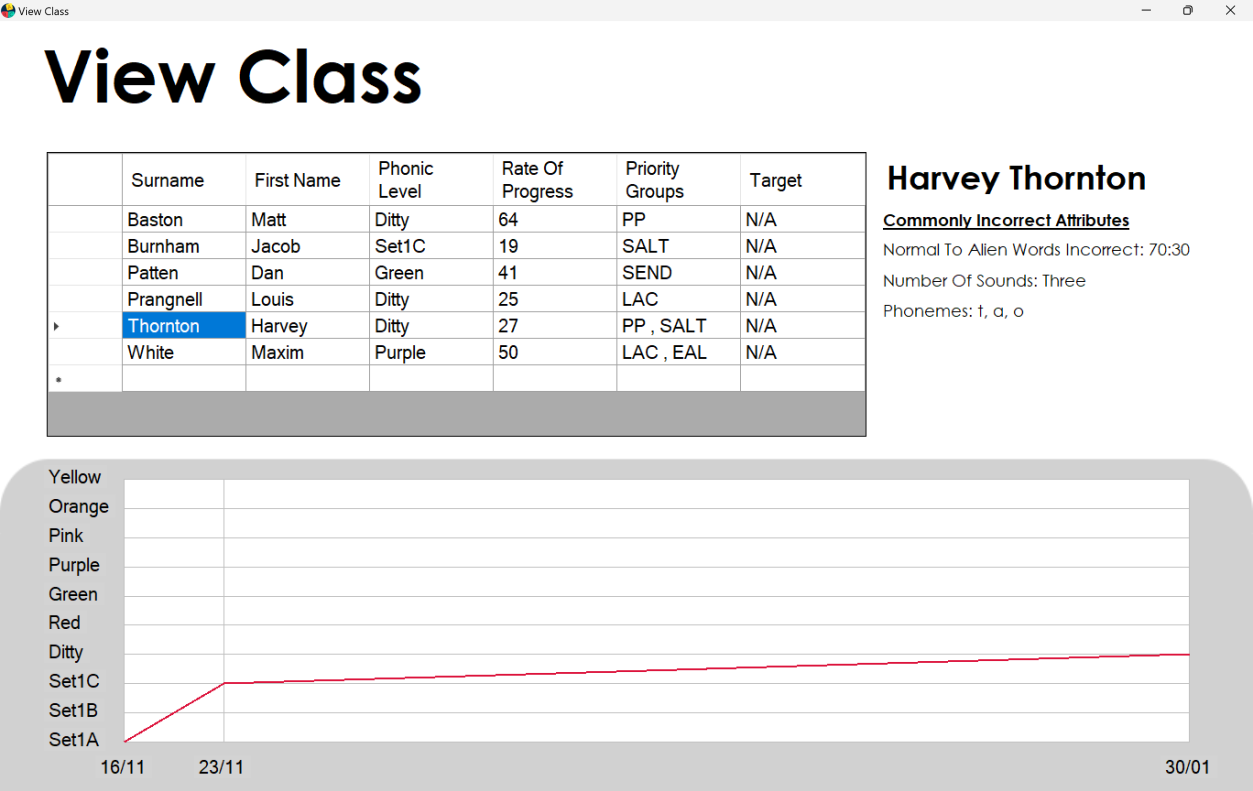 View Class
View Class
Surname First Name Phonic Level Rate Of Progress Priority Groups Target
Baston Matt Ditty 64 PP N/A
Burnham Jacob Set1C 19 SALT N/A
Patten Dan Green 41 SEND N/A
Prangnell Louis Ditty 25 LAC N/A
Thornton Harvey Ditty 27 PP , SALT N/A
White Maxim Purple 50 LAC , EAL N/A
Harvey Thornton
Commonly Incorrect Attributes
Normal To Alien Words Incorrect: 70:30
Number Of Sounds: Three
Phonemes: t, a, o
Yellow
Orange
Pink
Purple
Green
Red
Ditty
Set1C
Set1B
Set1A
16/11 23/11 30/01